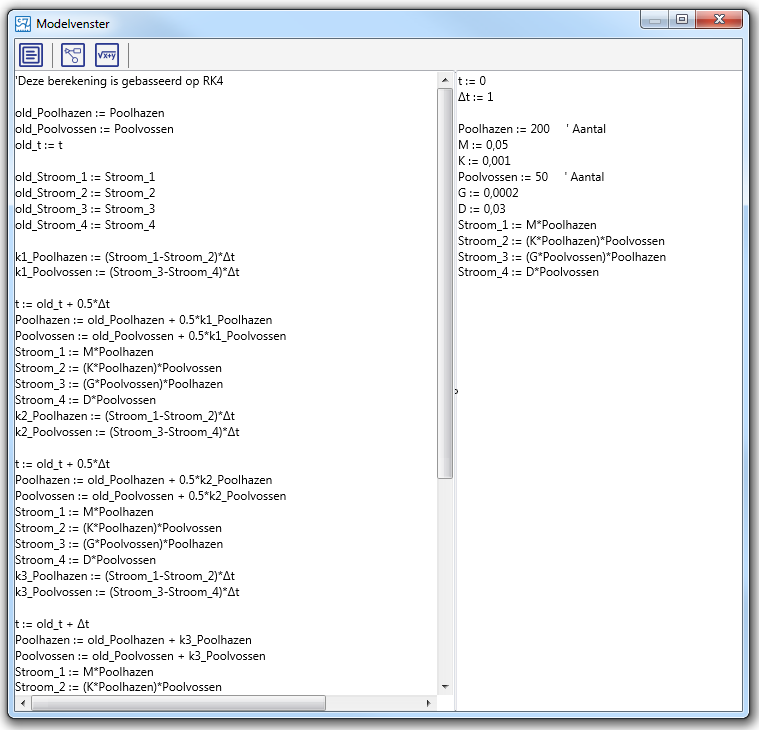 Modelvenster
√x+y
'Deze berekening is gebasseerd op RK4
old_Poolhazen := Poolhazen
old_Poolvossen := Poolvossen
old_t := t
old_Stroom_1 := Stroom_1
old_Stroom_2 := Stroom_2
old_Stroom_3 := Stroom_3
old_Stroom_4 := Stroom_4
k1_Poolhazen := (Stroom_1-Stroom_2)*Δt
k1_Poolvossen := (Stroom_3-Stroom_4)*Δt
t := old_t + 0.5*Δt
Poolhazen := old_Poolhazen + 0.5*k1_Poolhazen
Poolvossen := old_Poolvossen + 0.5*k1_Poolvossen
Stroom_1 := M*Poolhazen
Stroom_2 := (K*Poolhazen)*Poolvossen
Stroom_3 := (G*Poolvossen)*Poolhazen
Stroom_4 := D*Poolvossen
k2_Poolhazen := (Stroom_1-Stroom_2)*Δt
k2_Poolvossen := (Stroom_3-Stroom_4)*Δt
t := old_t + 0.5*Δt
Poolhazen := old_Poolhazen + 0.5*k2_Poolhazen
Poolvossen := old_Poolvossen + 0.5*k2_Poolvossen
Stroom_1 := M*Poolhazen
Stroom_2 := (K*Poolhazen)*Poolvossen
Stroom_3 := (G*Poolvossen)*Poolhazen
Stroom_4 := D*Poolvossen
k3_Poolhazen := (Stroom_1-Stroom_2)*Δt
k3_Poolvossen := (Stroom_3-Stroom_4)*Δt
t := old_t + Δt
Poolhazen := old_Poolhazen + k3_Poolhazen
Poolvossen := old_Poolvossen + k3_Poolvossen
Stroom_1 := M*Poolhazen
Stroom_2 := (K*Poolhazen)*Poolvossen
t := 0
Δt := 1
Poolhazen := 200 ' Aantal
M := 0,05
K := 0,001
Poolvossen := 50 ' Aantal
G := 0,0002
D := 0,03
Stroom_1 := M*Poolhazen
Stroom_2 := (K*Poolhazen)*Poolvossen
Stroom_3 := (G*Poolvossen)*Poolhazen
Stroom_4 := D*Poolvossen